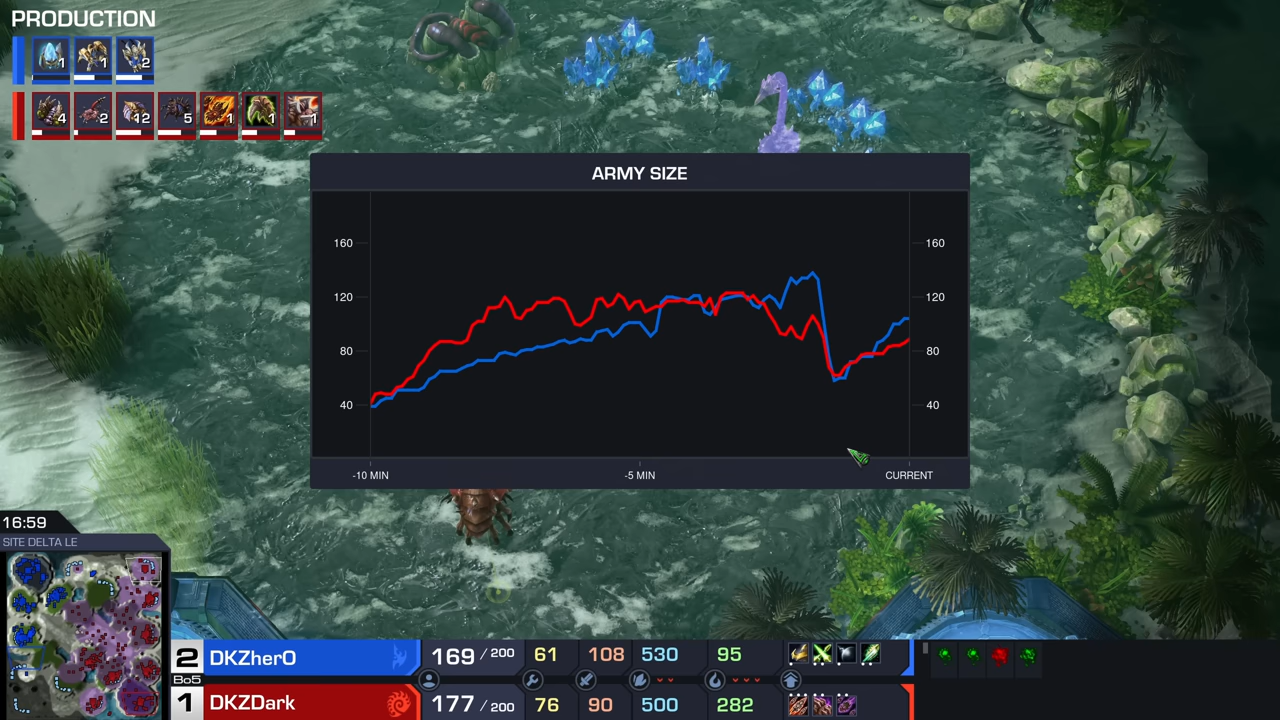 PRODUCTION
1 1 2
4 2 12 5 1 1 1
ARMY SIZE
160 160
120 120
80 80
40 40
-10 MIN -5 MIN CURRENT
16:59
SITE DELTA LE
2 DKZherO 169 / 200 61 108 530 95
Bo5
1 DKZDark 177 / 200 76 90 500 282